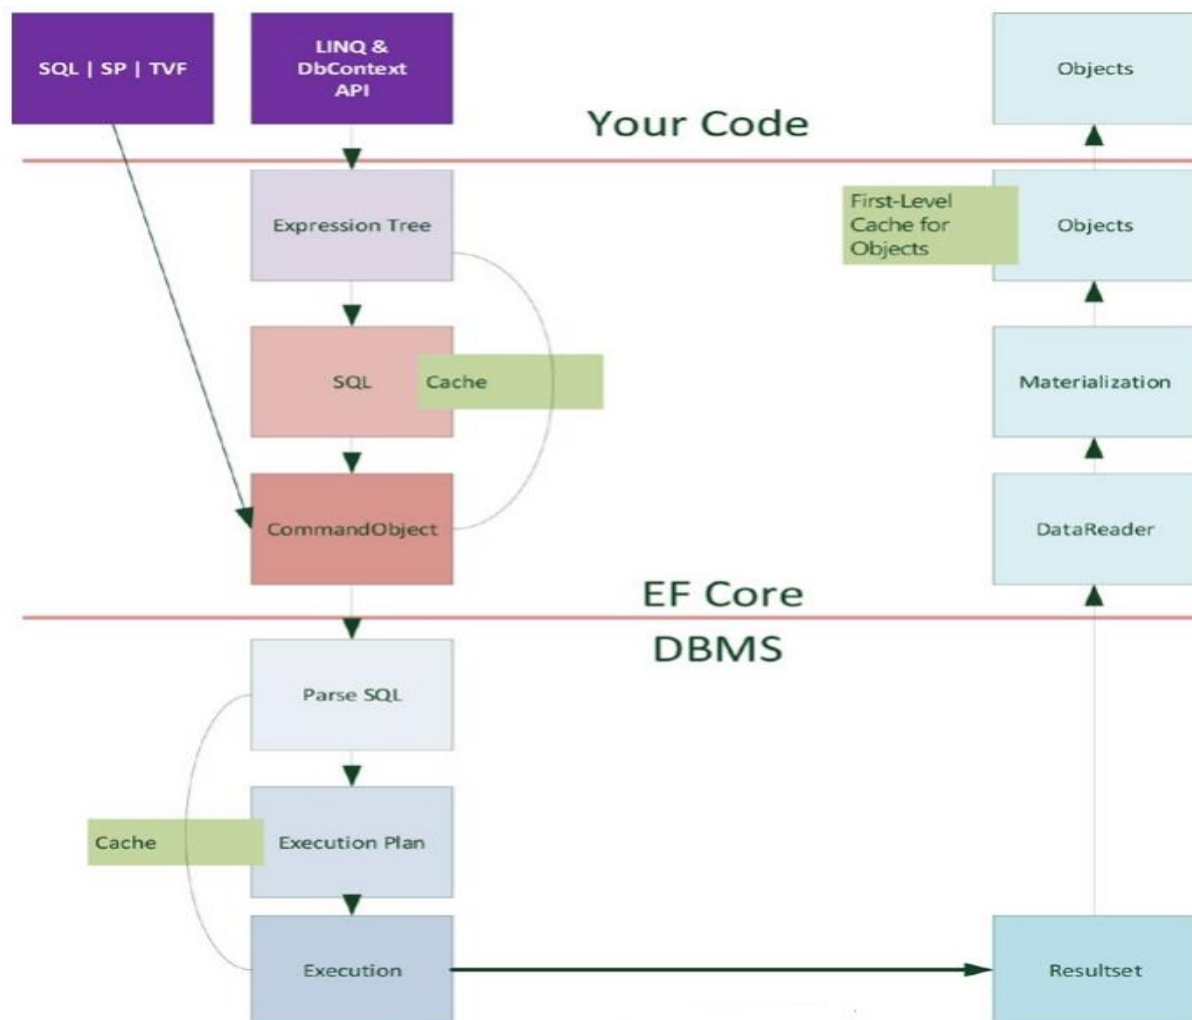 SQL | SP | TVF
LINQ &
DbContext
API
Objects
Your Code
Expression Tree
First-Level
Cache for
Objects
Objects
SQL
Cache
Materialization
CommandObject
DataReader
EF Core
DBMS
Parse SQL
Cache
Execution Plan
Execution
Resultset